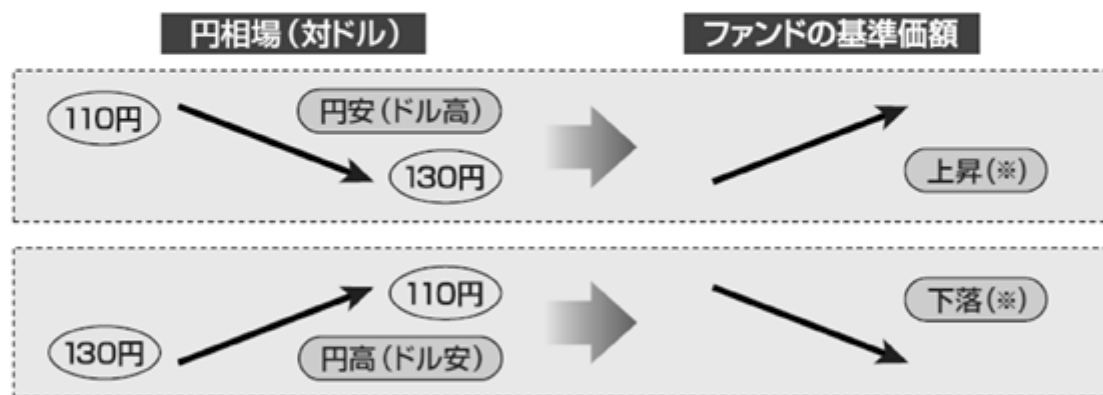 円相場（対ドル）
ファンドの基準価額
110円
円安（ドル高）
130円
上昇（※）
130円
110円
円高（ドル安）
下落（※）